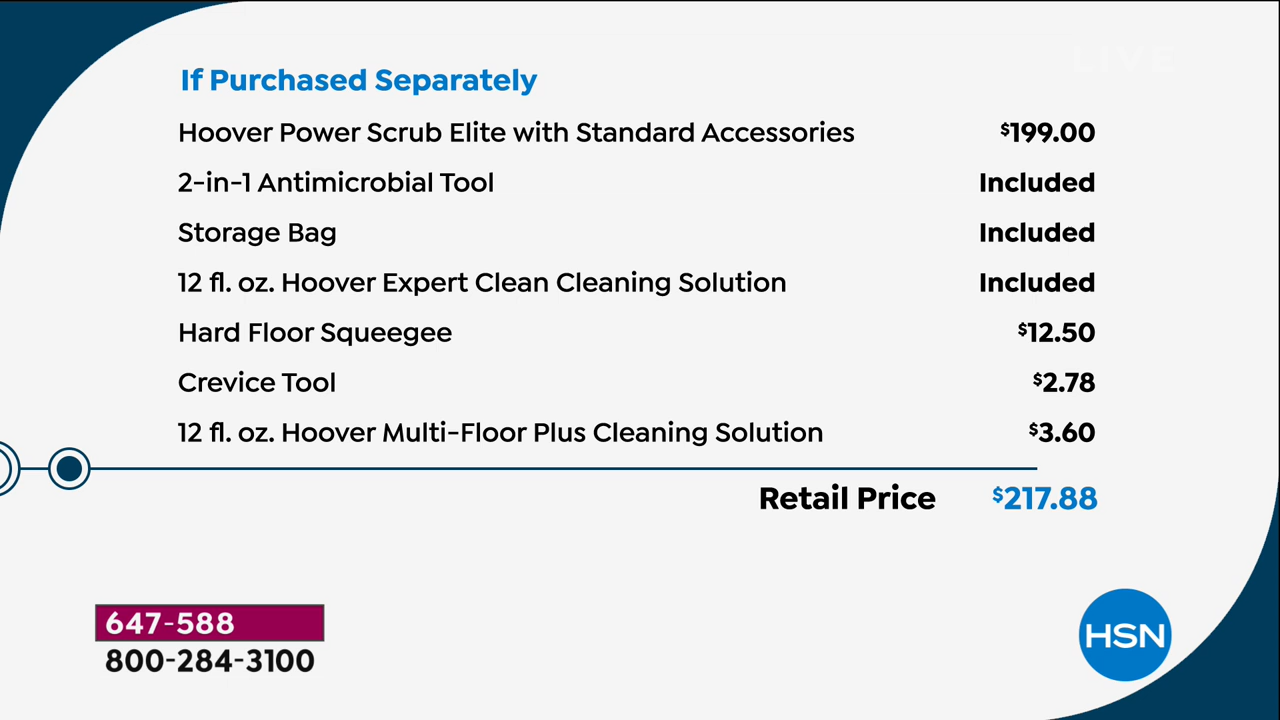 LIVE
If Purchased Separately
Hoover Power Scrub Elite with Standard Accessories $199.00
2-in-1 Antimicrobial Tool Included
Storage Bag Included
12 fl. oz. Hoover Expert Clean Cleaning Solution Included
Hard Floor Squeegee $12.50
Crevice Tool $2.78
12 fl. oz. Hoover Multi-Floor Plus Cleaning Solution $3.60
Retail Price $217.88
647-588
800-284-3100
HSN